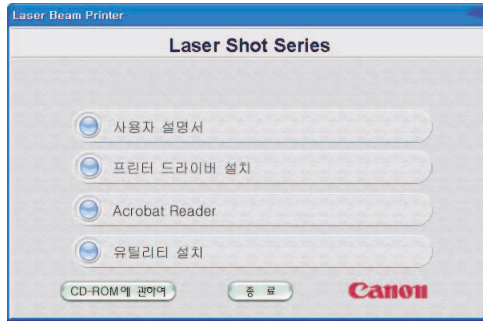 Laser Beam Printer
Laser Shot Series
사용자 설명서
프린터 드라이버 설치
Acrobat Reader
유틸리티 설치
CD-ROM에 관하여
종 료
Canon